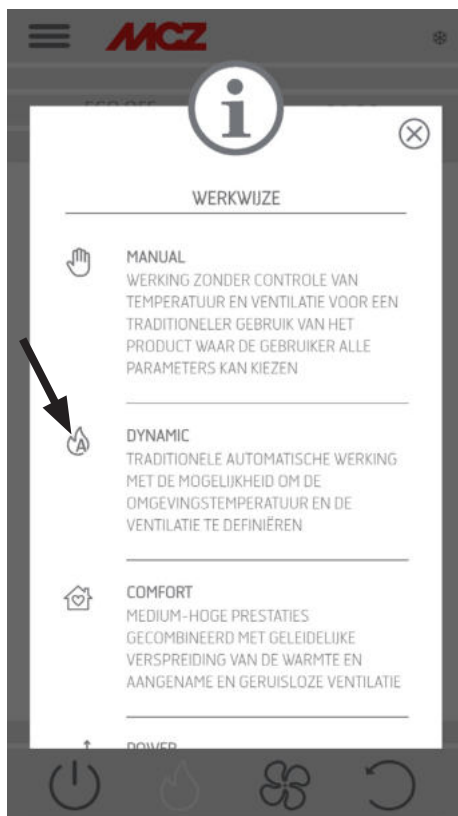 MCZ
WERKWIJZE
MANUAL
WERKING ZONDER CONTROLE VAN
TEMPERATUUR EN VENTILATIE VOOR EEN
TRADITIONELER GEBRUIK VAN HET
PRODUCT WAAR DE GEBRUIKER ALLE
PARAMETERS KAN KIEZEN
A
DYNAMIC
TRADITIONELE AUTOMATISCHE WERKING
MET DE MOGELIJKHEID OM DE
OMGEVINGSTEMPERATUUR EN DE
VENTILATIE TE DEFINIËREN
COMFORT
MEDIUM-HOGE PRESTATIES
GECOMBINEERD MET GELEIDELIJKE
VERSPREIDING VAN DE WARMTE EN
AANGENAME EN GERUISLOZE VENTILATIE
POWER